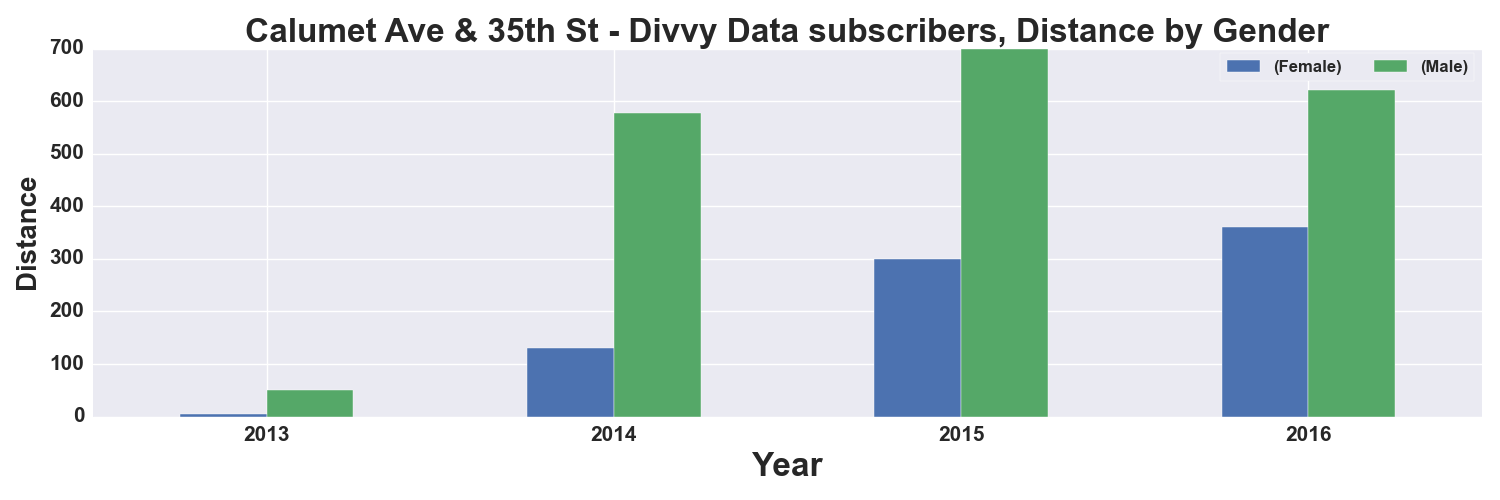 Calumet Ave & 35th St - Divvy Data subscribers, Distance by Gender
(Female) (Male)
700
600
500
400
300
200
100
0
Distance
2013 2014 2015 2016
Year